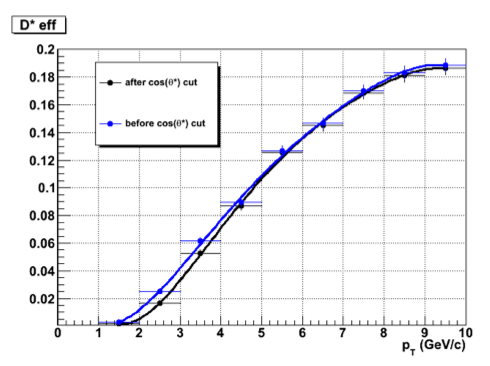 D* eff
0.2
0.18
0.16
0.14
0.12
0.1
0.08
0.06
0.04
0.02
after cos(θ*) cut
before cos(θ*) cut
0 1 2 3 4 5 6 7 8 9 10
p_T (GeV/c)